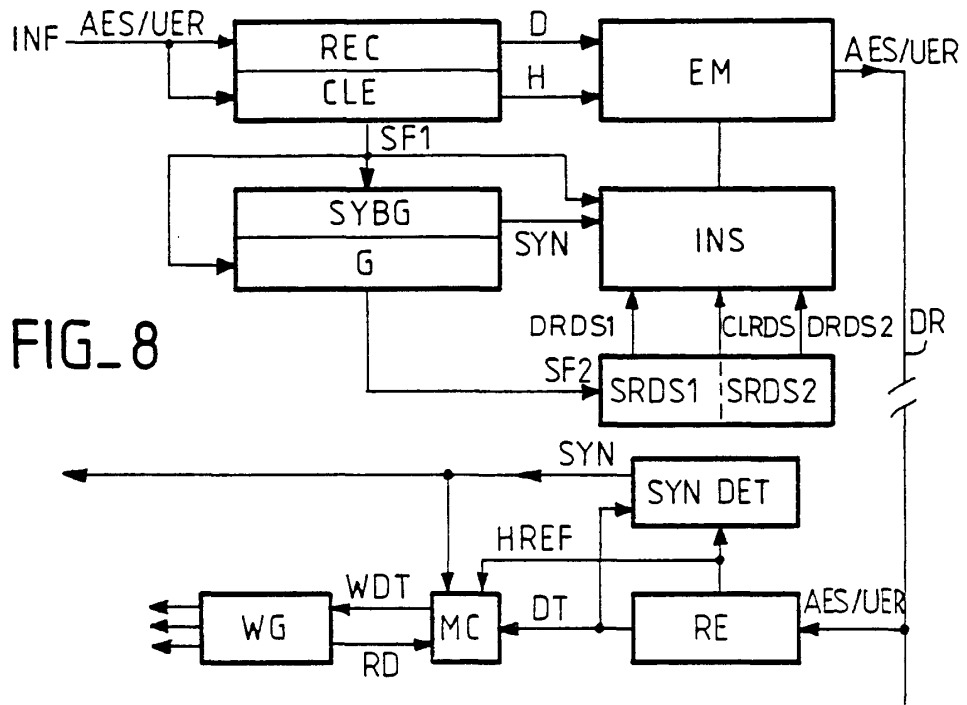 INF AES/UER
REC
CLE
D
H
EM
AES/UER
SF1
SYBG
G
SYN
INS
DRDS1
CLRDS
DRDS2
DR
FIG_8
SF2
SRDS1
SRDS2
SYN
SYN DET
HREF
WDT
WG
RD
MC
DT
RE
AES/UER